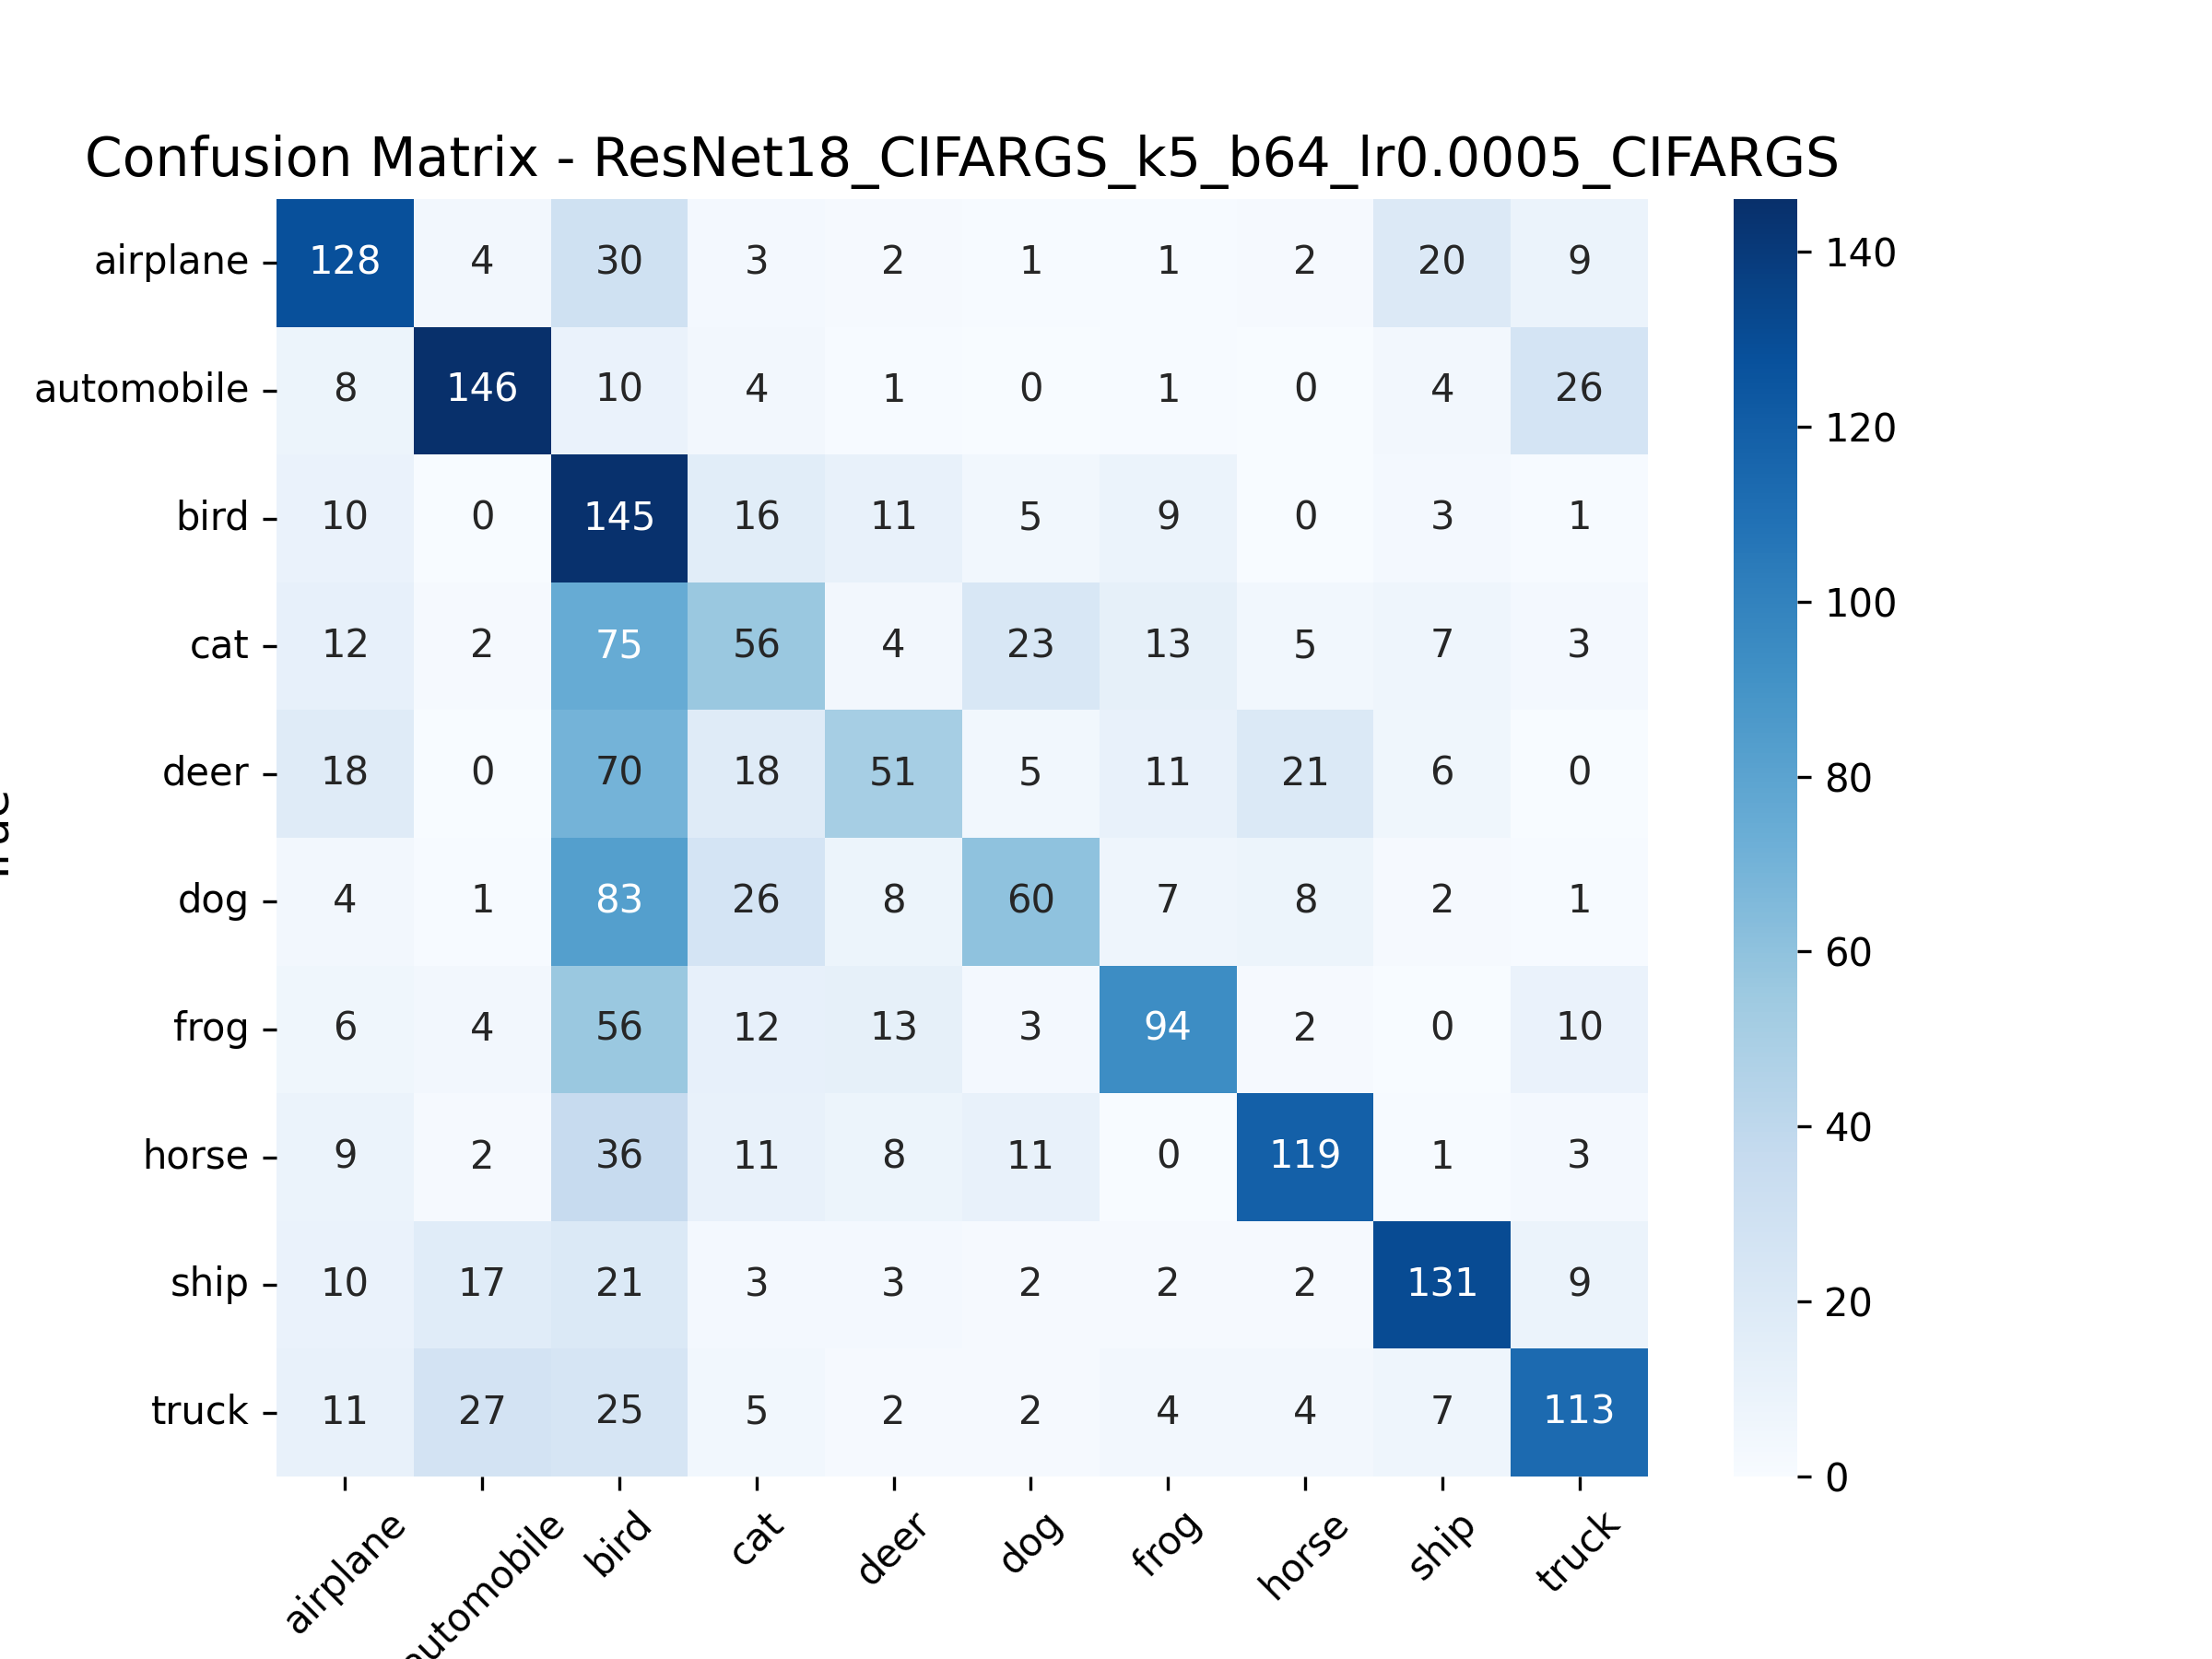 Confusion Matrix - ResNet18_CIFARGS_k5_b64_lr0.0005_CIFARGS
airplane 128 4 30 3 2 1 1 2 20 9
automobile 8 146 10 4 1 0 1 0 4 26
bird 10 0 145 16 11 5 9 0 3 1
cat 12 2 75 56 4 23 13 5 7 3
deer 18 0 70 18 51 5 11 21 6 0
dog 4 1 83 26 8 60 7 8 2 1
frog 6 4 56 12 13 3 94 2 0 10
horse 9 2 36 11 8 11 0 119 1 3
ship 10 17 21 3 3 2 2 2 131 9
truck 11 27 25 5 2 2 4 4 7 113
airplane automobile bird cat deer dog frog horse ship truck
140
120
100
80
60
40
20
0